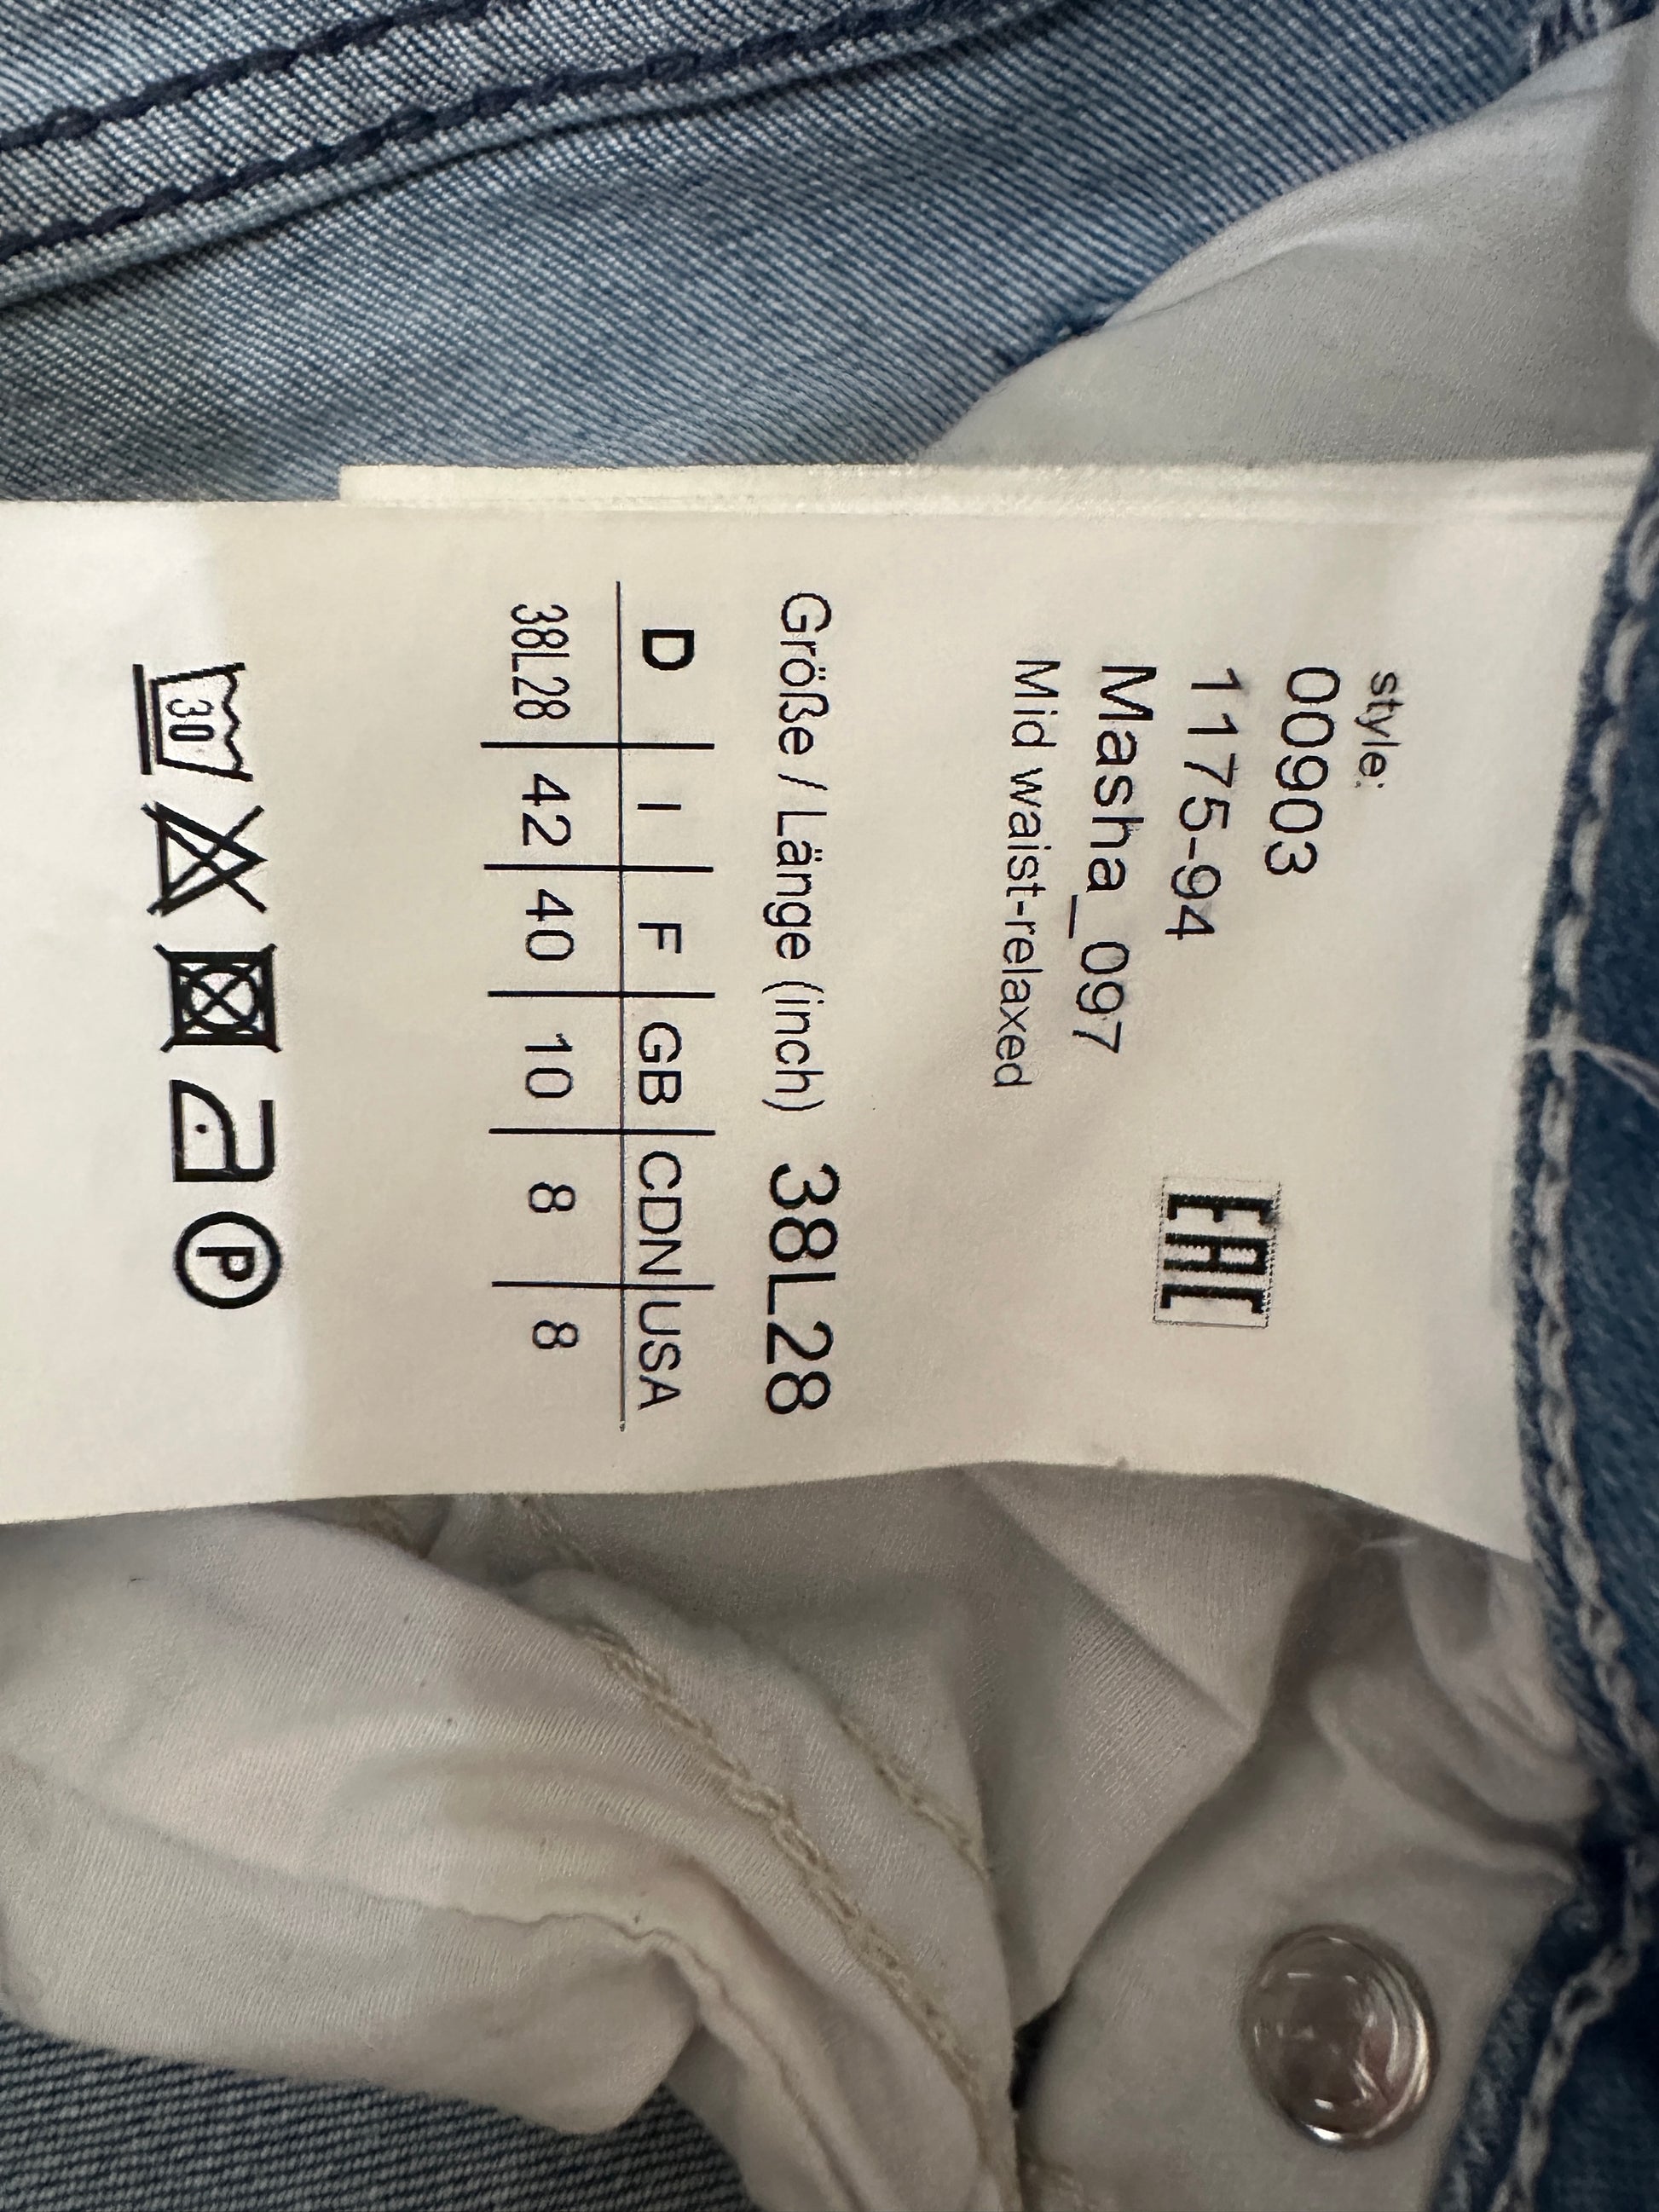 style:
00903
1175-94
Masha_097
Mid waist-relaxed
EAC
Größe / Länge (inch) 38L28
D I F GB CDN USA
38L28 42 40 10 8 8
30 P